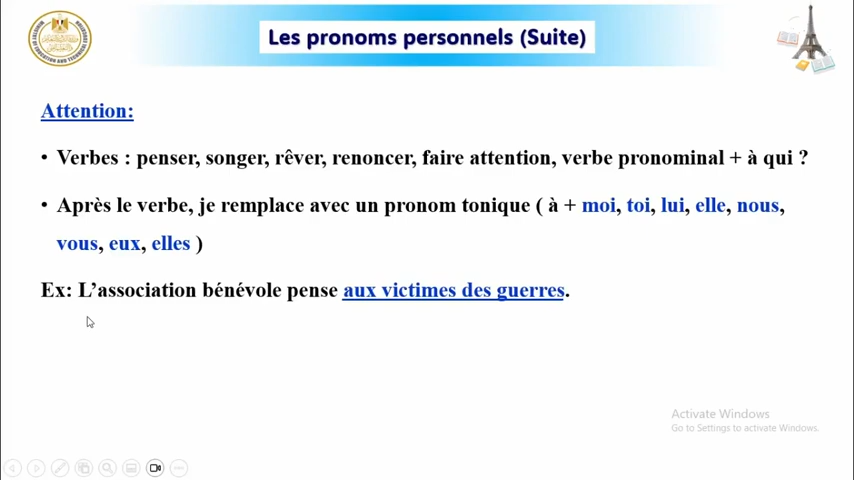 Les pronoms personnels (Suite)
Attention:
• Verbes : penser, songer, rêver, renoncer, faire attention, verbe pronominal + à qui ?
• Après le verbe, je remplace avec un pronom tonique ( à + moi, toi, lui, elle, nous,
vous, eux, elles )
Ex: L’association bénévole pense aux victimes des guerres.
Activate Windows
Go to Settings to activate Windows.